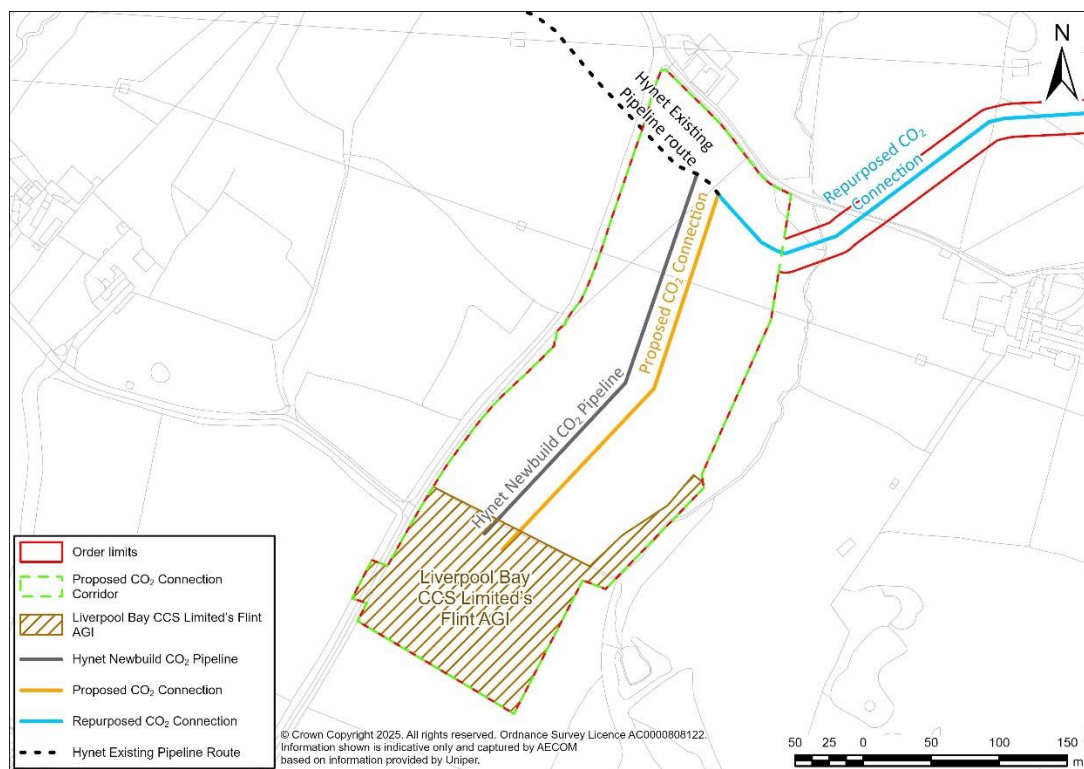 N
Hynet Existing
Pipeline route
Repurposed CO₂
Connection
Proposed CO₂ Connection
Hynet Newbuild CO₂ Pipeline
Liverpool Bay
CCS Limited's
Flint AGI
Order limits
Proposed CO₂ Connection
Corridor
Liverpool Bay CCS Limited's Flint
AGI
Hynet Newbuild CO₂ Pipeline
Proposed CO₂ Connection
Repurposed CO₂ Connection
Hynet Existing Pipeline Route
© Crown Copyright 2025. All rights reserved. Ordnance Survey Licence AC0000808122.
Information shown is indicative only and captured by AECOM
based on information provided by Uniper.
50 25 0 50 100 150
m